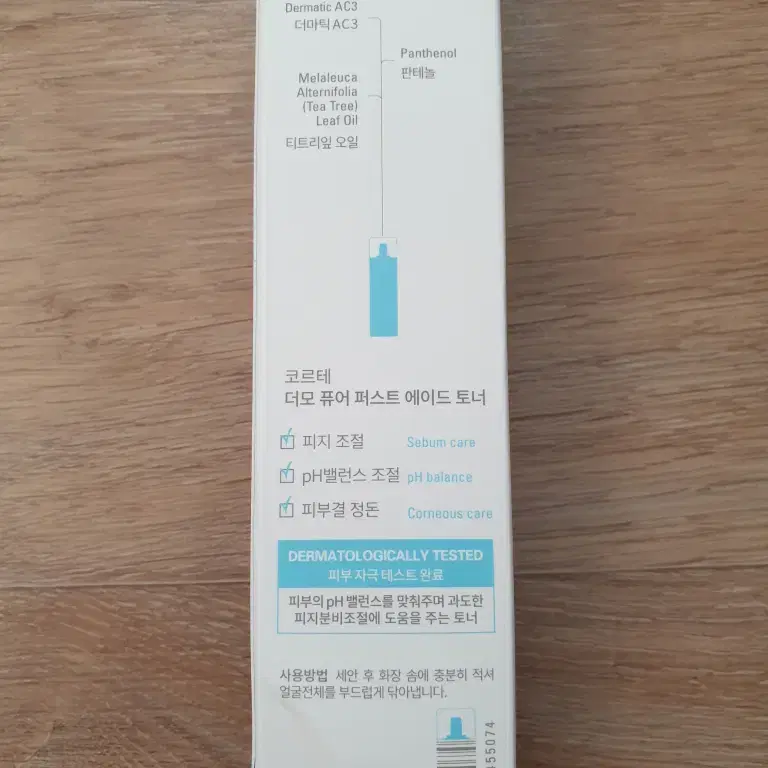 Dermatic AC3
더마틱 AC3
Panthenol
판테놀
Melaleuca
Alternifolia
(Tea Tree)
Leaf Oil
티트리잎 오일
코르테
더모 퓨어 퍼스트 에이드 토너
피지 조절 Sebum care
pH밸런스 조절 pH balance
피부결 정돈 Corneous care
DERMATOLOGICALLY TESTED
피부 자극 테스트 완료
피부의 pH 밸런스를 맞춰주며 과도한
피지분비조절에 도움을 주는 토너
사용방법 세안 후 화장 솜에 충분히 적셔
얼굴전체를 부드럽게 닦아냅니다.
55074